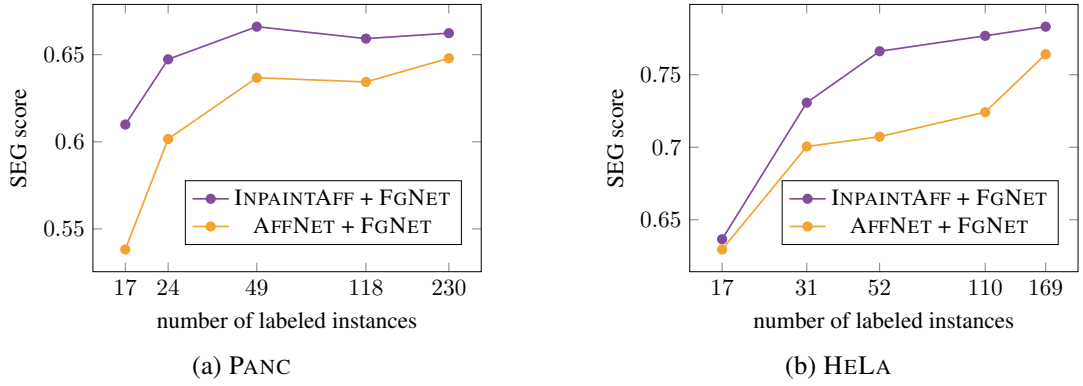 SEG score
0.65
0.6
0.55
INPAINTAFF + FGNET
AFFNET + FGNET
17 24 49 118 230
number of labeled instances
(a) PANC
SEG score
0.75
0.7
0.65
INPAINTAFF + FGNET
AFFNET + FGNET
17 31 52 110 169
number of labeled instances
(b) HELA